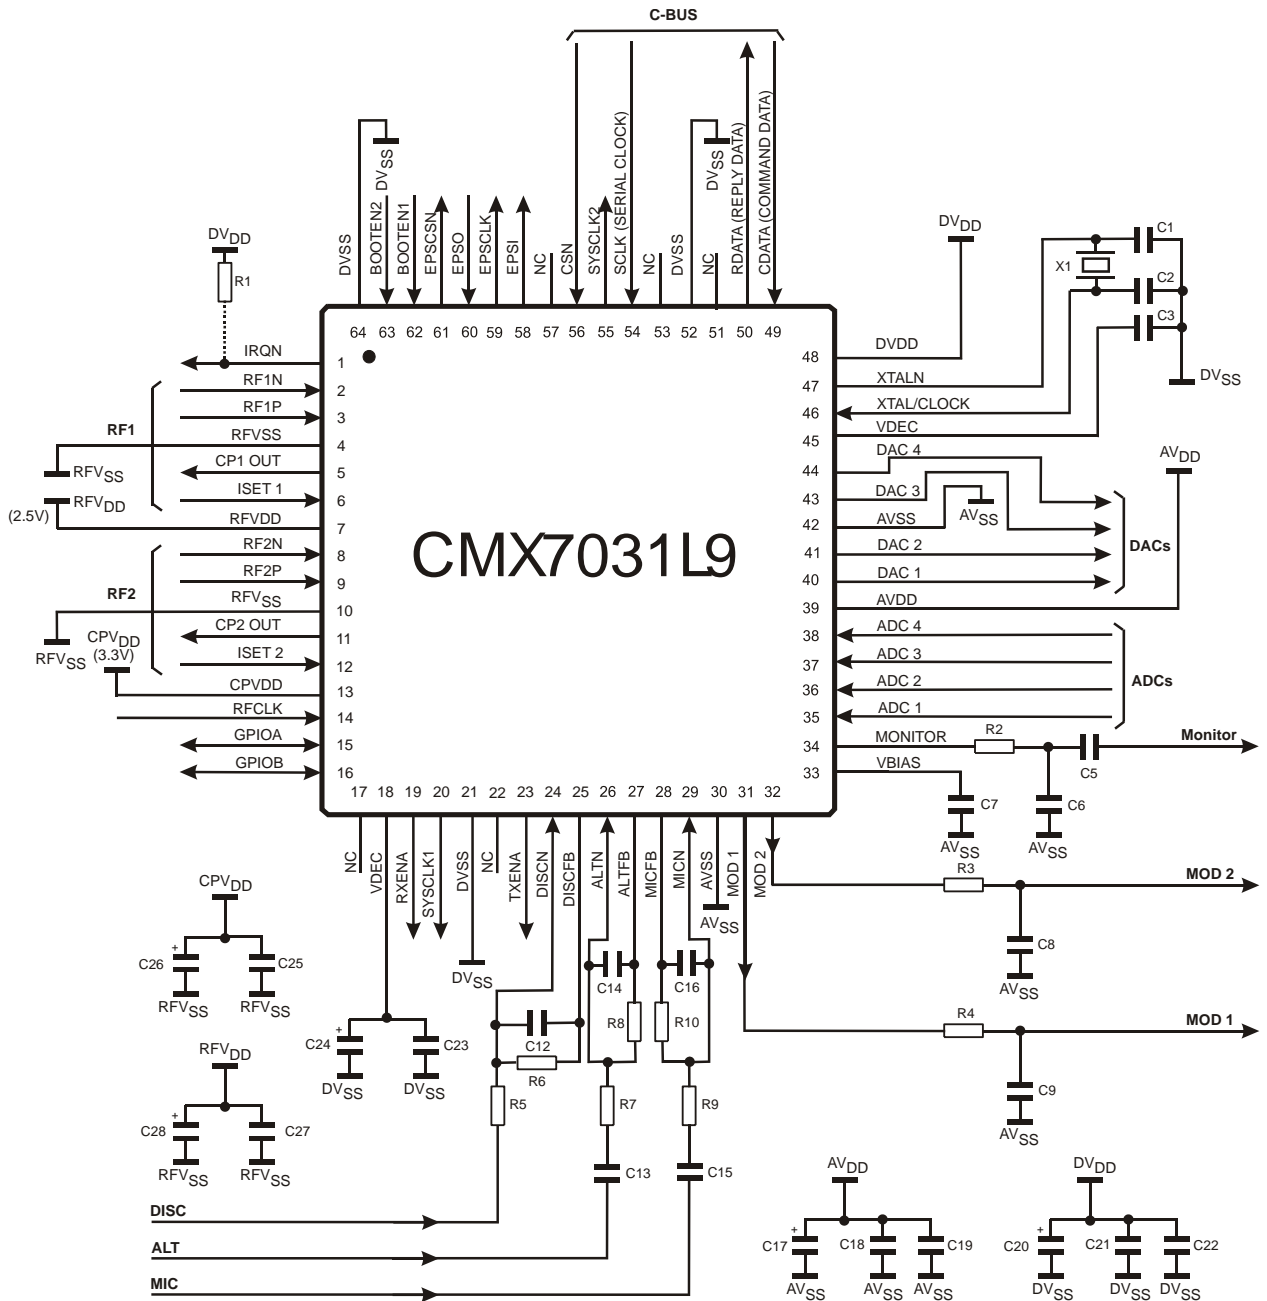 C-BUS
DVSS
DVSS
DVSS
BOOTEN2
BOOTEN1
EPSCSN
EPSO
EPSCLK
EPSI
NC
CSN
SYSCLK2
SCLK (SERIAL CLOCK)
NC
DVSS
NC
RDATA (REPLY DATA)
CDATA (COMMAND DATA)
DVDD
R1
DVDD
C1
X1
C2
C3
DVSS
64 63 62 61 60 59 58 57 56 55 54 53 52 51 50 49
IRQN 1
RF1
RF1N 2
RF1P 3
RFVSS 4
RFVSS
CP1 OUT 5
ISET 1 6
RFVDD
(2.5V)
RFVDD 7
RF2
RF2N 8
RF2P 9
RFVSS 10
RFVSS
CP2 OUT 11
ISET 2 12
CPVDD
(3.3V)
CPVDD 13
RFCLK 14
GPIOA 15
GPIOB 16
CMX7031L9
48 DVDD
47 XTALN
46 XTAL/CLOCK
45 VDEC
44 DAC 4
43 DAC 3
42 AVSS
AVSS
41 DAC 2
40 DAC 1
DACs
AVDD
39 AVDD
38 ADC 4
37 ADC 3
36 ADC 2
35 ADC 1
ADCs
34 MONITOR
R2
C5
Monitor
33 VBIAS
C7
AVSS
C6
AVSS
17 18 19 20 21 22 23 24 25 26 27 28 29 30 31 32
NC
VDEC
RXENA
SYSCLK1
DVSS
NC
TXENA
DISCN
DISCFB
ALTN
ALTFB
MICFB
MICN
AVSS
MOD 1
MOD 2
AVSS
DVSS
R3
MOD 2
C8
AVSS
R4
MOD 1
C9
AVSS
CPVDD
+
C26
C25
RFVSS
RFVSS
+
C24
C23
DVSS
DVSS
C12
R6
R5
C14
R8
R7
C13
C16
R10
R9
C15
RFVDD
+
C28
C27
RFVSS
RFVSS
DISC
ALT
MIC
AVDD
+
C17
C18
C19
AVSS
AVSS
AVSS
DVDD
+
C20
C21
C22
DVSS
DVSS
DVSS